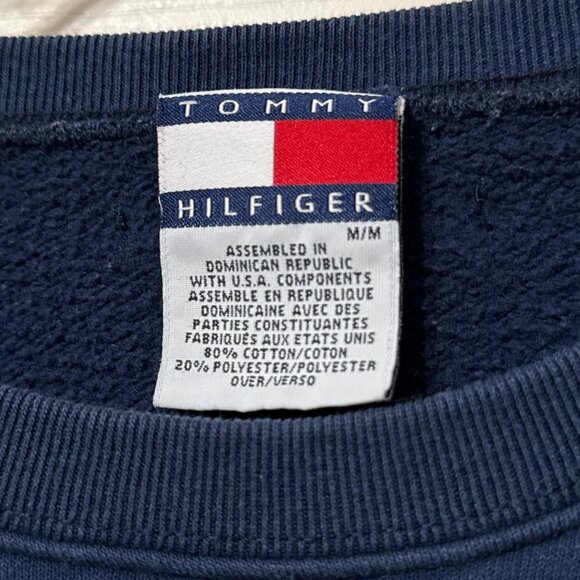 TOMMY
HILFIGER
M/M
ASSEMBLED IN
DOMINICAN REPUBLIC
WITH U.S.A. COMPONENTS
ASSEMBLE EN REPUBLIQUE
DOMINICAINE AVEC DES
PARTIES CONSTITUANTES
FABRIQUÉS AUX ETATS UNIS
80% COTTON/COTON
20% POLYESTER/POLYESTER
OVER/VERSO